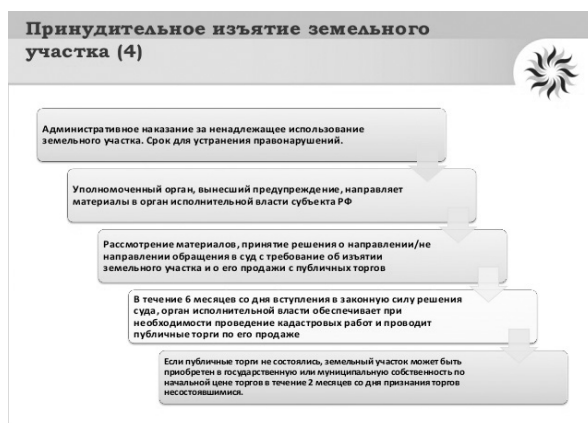 Принудительное изъятие земельного
участка (4)
Административное наказание за ненадлежащее использование
земельного участка. Срок для устранения правонарушений.
Уполномоченный орган, вынесший предупреждение, направляет
материалы в орган исполнительной власти субъекта РФ
Рассмотрение материалов, принятие решения о направлении/не
направлении обращения в суд с требование об изъятии
земельного участка и о его продажи с публичных торгов
В течение 6 месяцев со дня вступления в законную силу решения
суда, орган исполнительной власти обеспечивает при
необходимости проведение кадастровых работ и проводит
публичные торги по его продаже
Если публичные торги не состоялись, земельный участок может быть
приобретен в государственную или муниципальную собственность по
начальной цене торгов в течение 2 месяцев со дня признания торгов
несостоявшимися.